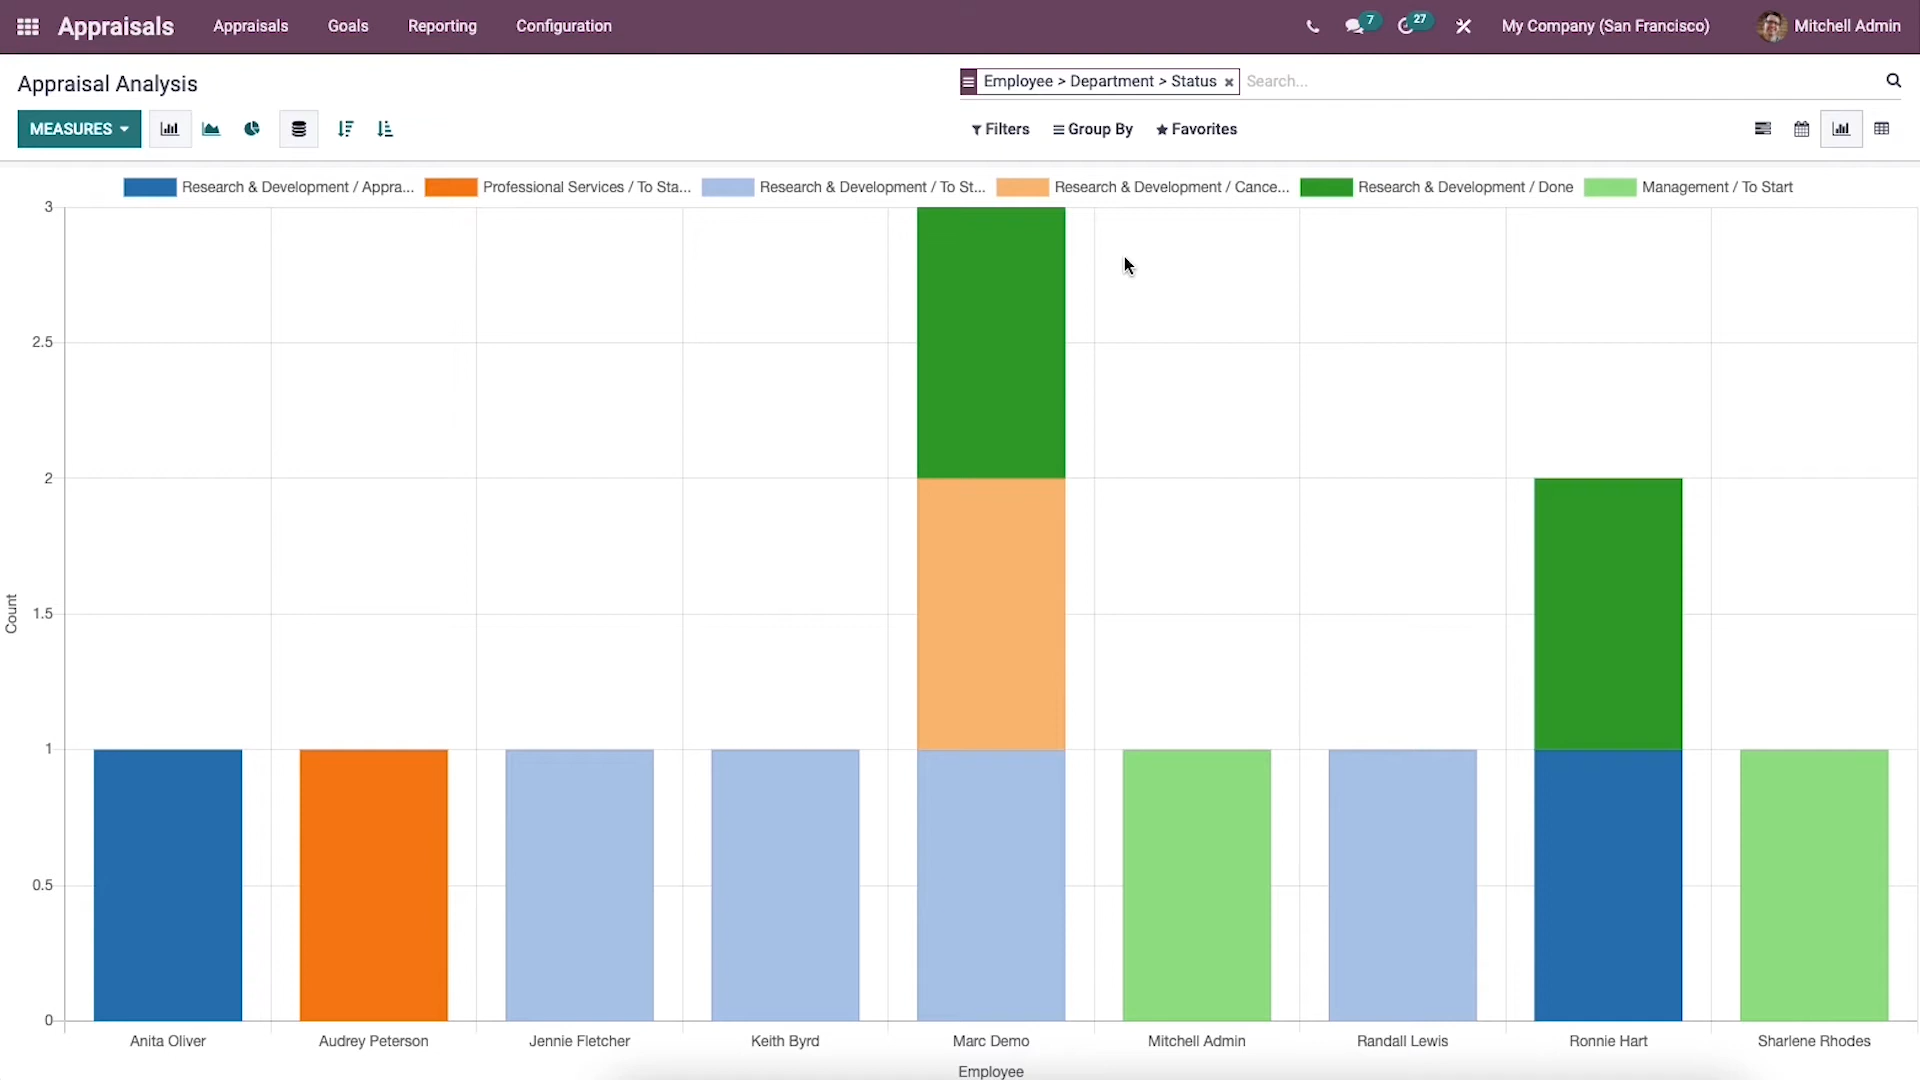 Appraisals Appraisals Goals Reporting Configuration 7 27 My Company (San Francisco) Mitchell Admin
Appraisal Analysis
Employee > Department > Status × Search...
MEASURES Filters Group By Favorites
Research & Development / Appra... Professional Services / To Sta... Research & Development / To St... Research & Development / Cance... Research & Development / Done Management / To Start
3
2.5
2
1.5
1
0.5
0
Count
Anita Oliver Audrey Peterson Jennie Fletcher Keith Byrd Marc Demo Mitchell Admin Randall Lewis Ronnie Hart Sharlene Rhodes
Employee